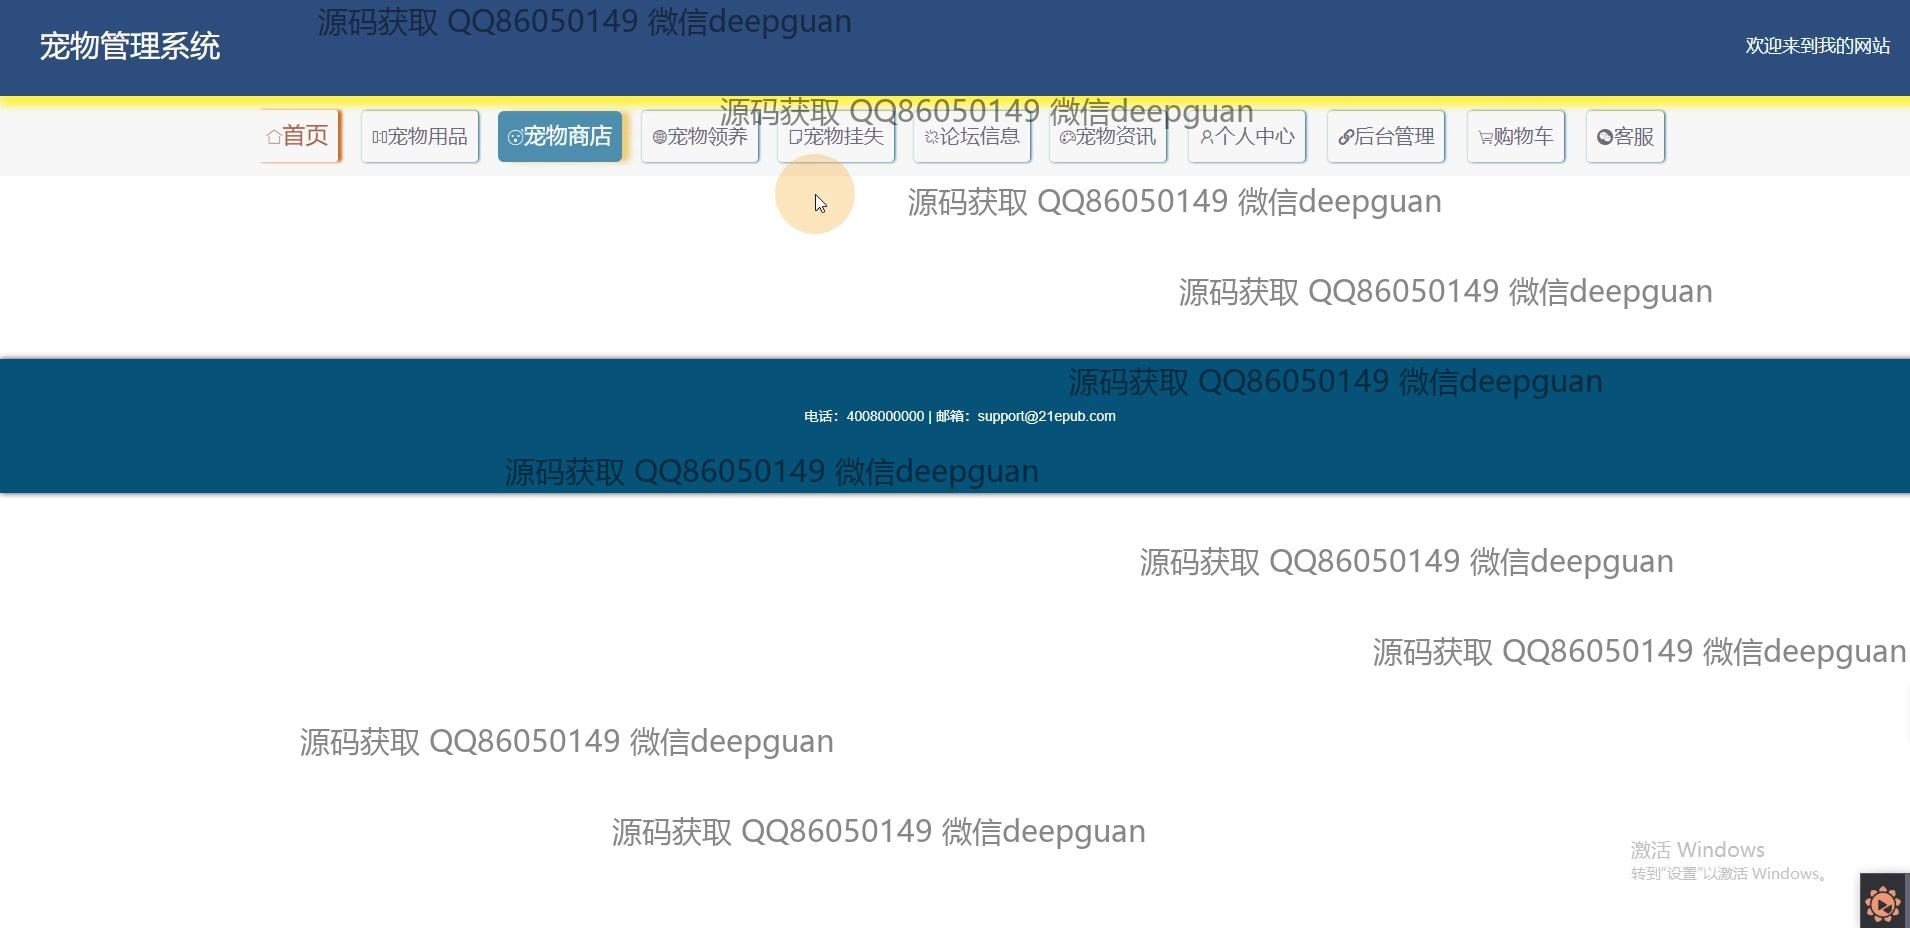 源码获取 QQ86050149 微信deepguan
宠物管理系统
欢迎来到我的网站
源码获取 QQ86050149 微信deepguan
首页 宠物用品 宠物商店 宠物领养 宠物挂失 论坛信息 宠物资讯 个人中心 后台管理 购物车 客服
源码获取 QQ86050149 微信deepguan
源码获取 QQ86050149 微信deepguan
源码获取 QQ86050149 微信deepguan
电话：4008000000 | 邮箱：support@21epub.com
源码获取 QQ86050149 微信deepguan
源码获取 QQ86050149 微信deepguan
源码获取 QQ86050149 微信deepguan
源码获取 QQ86050149 微信deepguan
源码获取 QQ86050149 微信deepguan
激活 Windows
转到"设置"以激活 Windows。